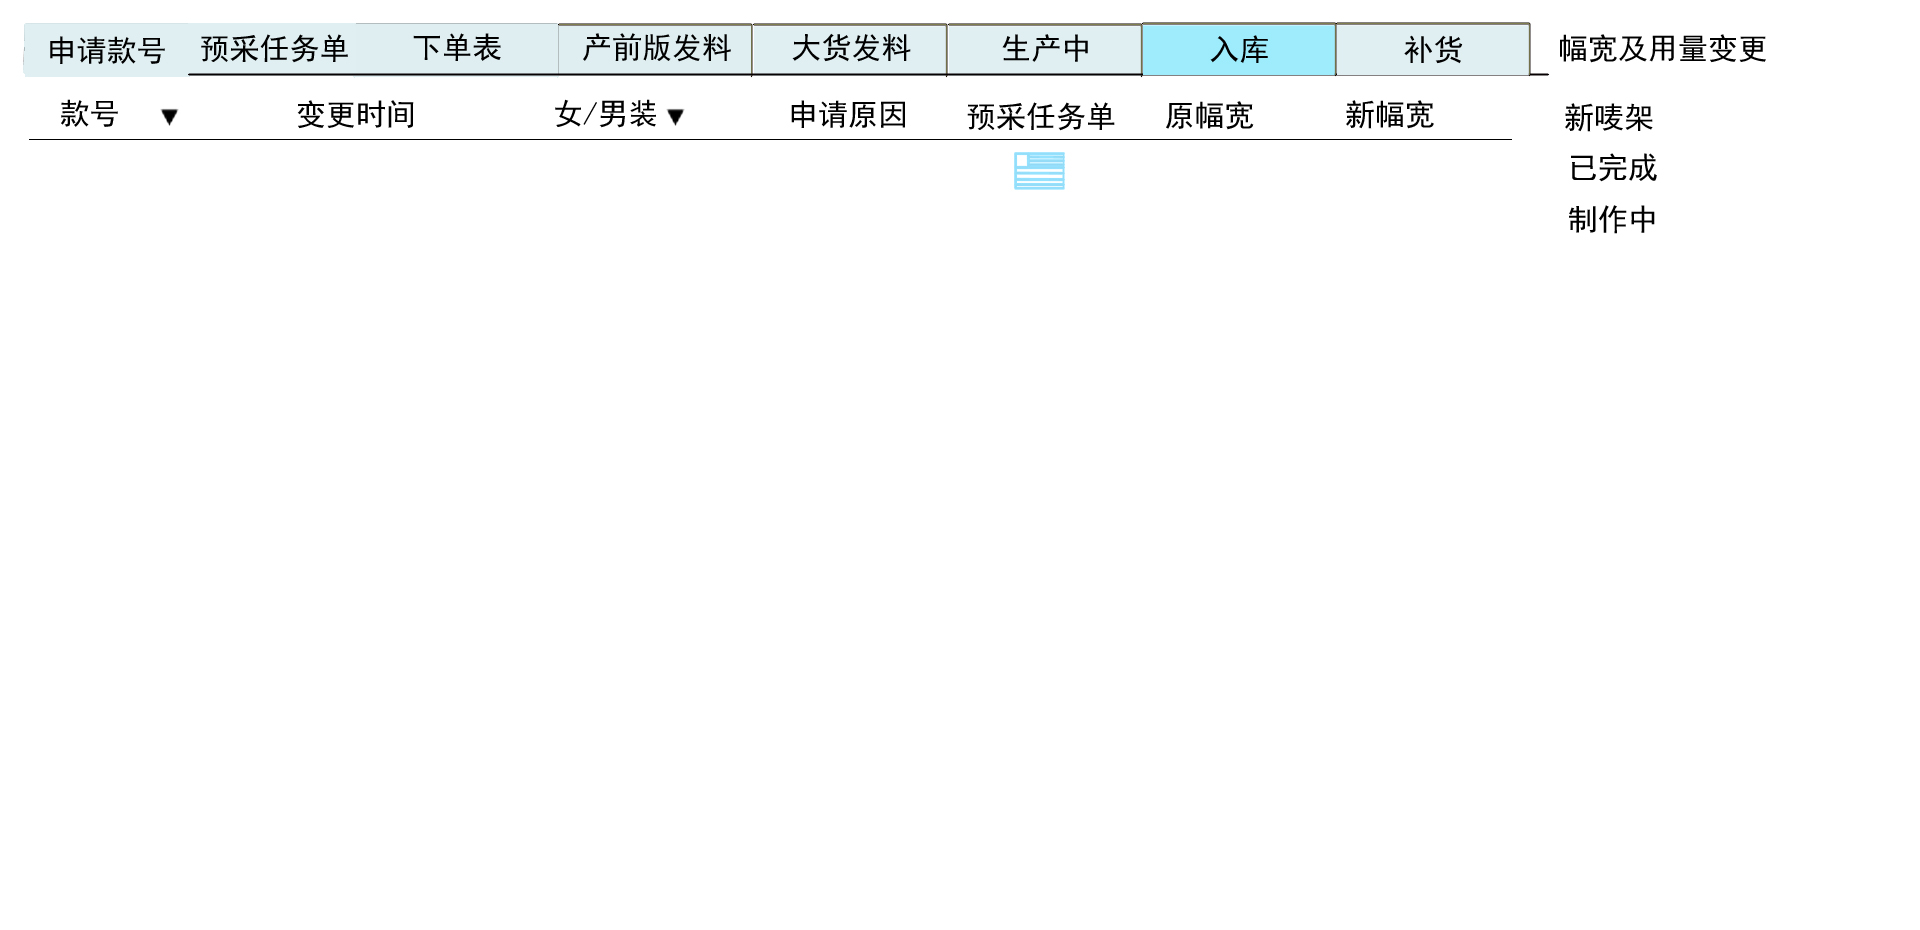 申请款号 预采任务单 下单表 产前版发料 大货发料 生产中 入库 补货 幅宽及用量变更
款号 ▼ 变更时间 女/男装▼ 申请原因 预采任务单 原幅宽 新幅宽 新唛架
已完成
制作中